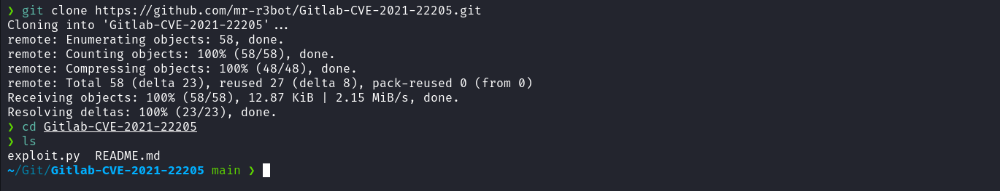 ❯ git clone https://github.com/mr-r3bot/Gitlab-CVE-2021-22205.git
Cloning into 'Gitlab-CVE-2021-22205'...
remote: Enumerating objects: 58, done.
remote: Counting objects: 100% (58/58), done.
remote: Compressing objects: 100% (48/48), done.
remote: Total 58 (delta 23), reused 27 (delta 8), pack-reused 0 (from 0)
Receiving objects: 100% (58/58), 12.87 KiB | 2.15 MiB/s, done.
Resolving deltas: 100% (23/23), done.
❯ cd Gitlab-CVE-2021-22205
❯ ls
exploit.py  README.md
~/Git/Gitlab-CVE-2021-22205 main ❯